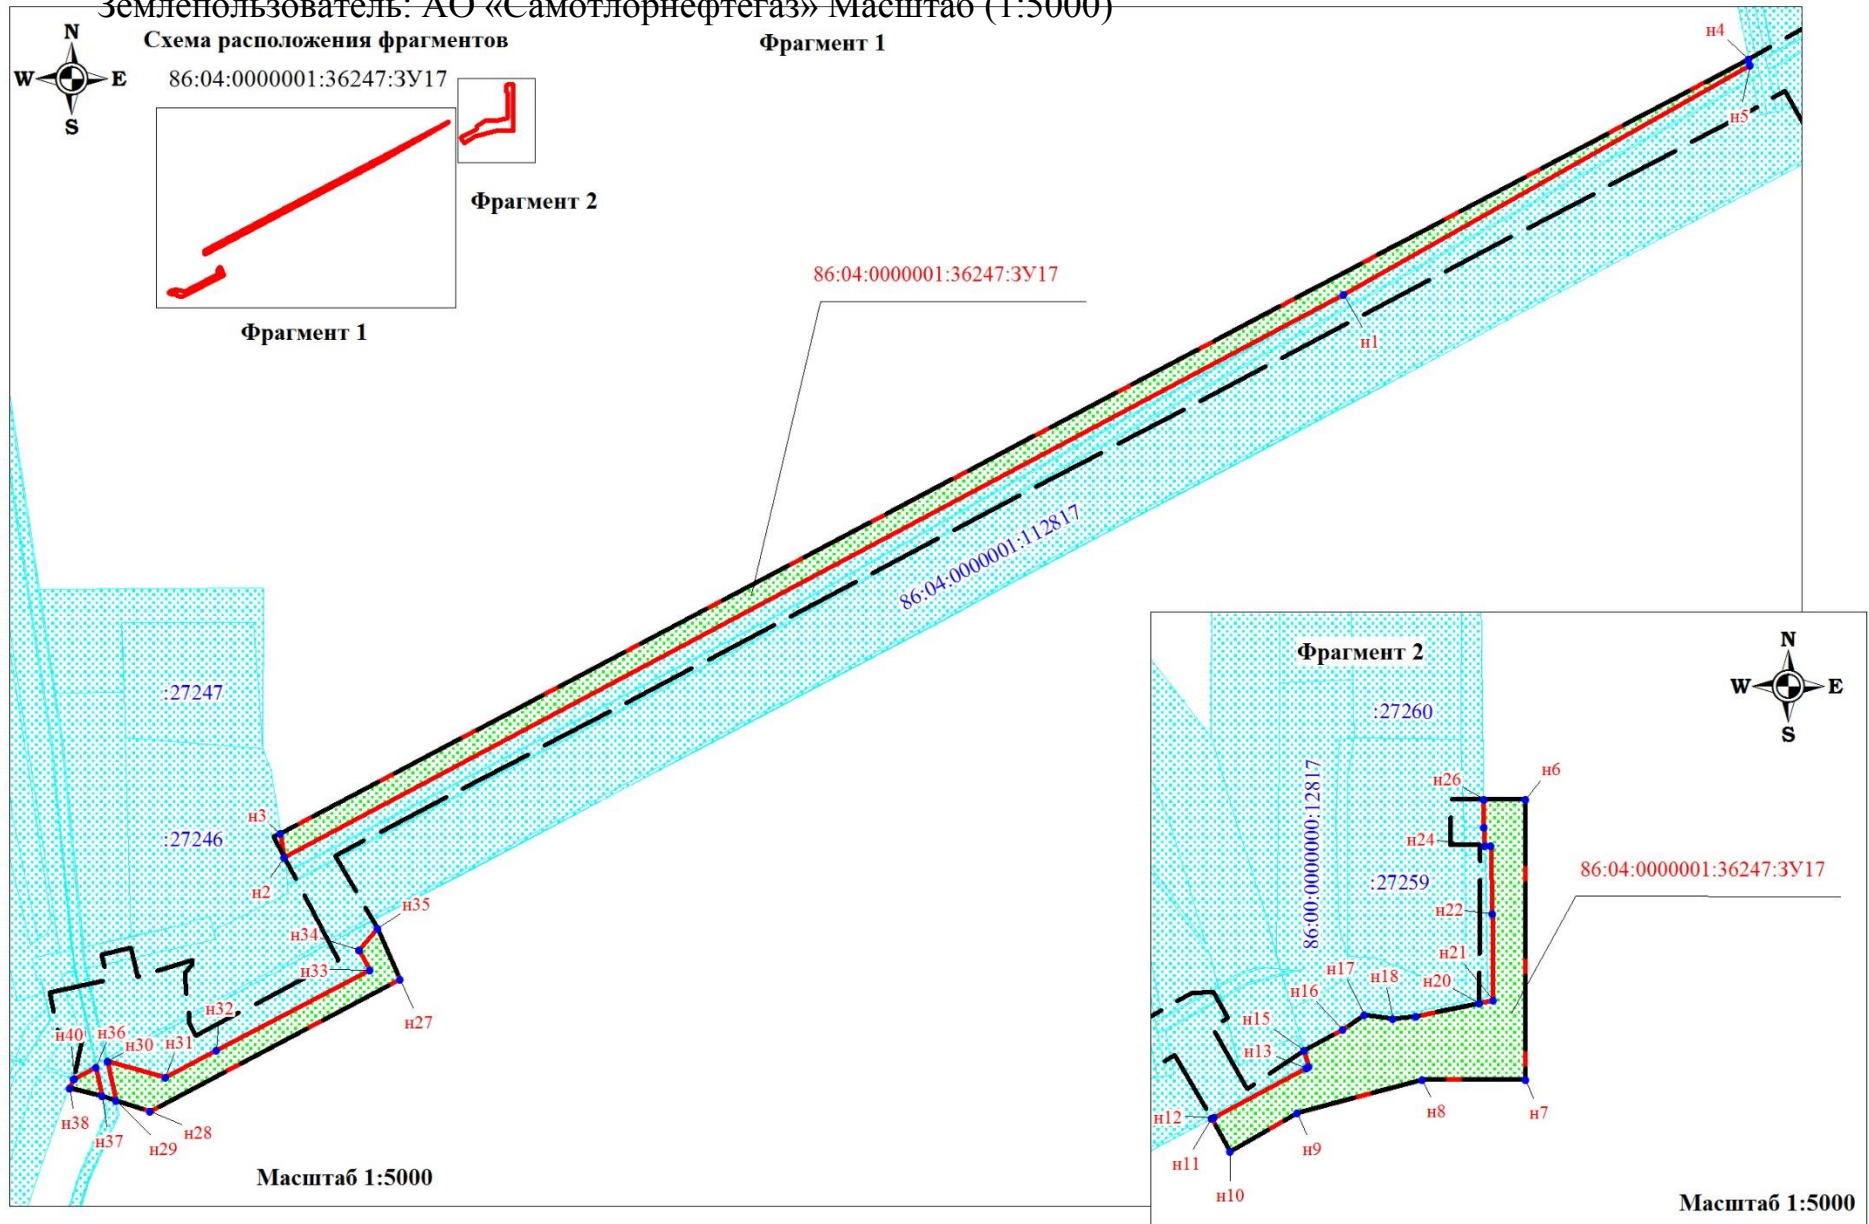 Землепользователь: АО «Самотлорнефтегаз» Масштаб (1:5000)
N
W E
S
Схема расположения фрагментов
86:04:0000001:36247:ЗУ17
Фрагмент 2
Фрагмент 1
Фрагмент 1
н4
н5
86:04:0000001:36247:ЗУ17
н1
86:04:0000001:112817
:27247
:27246
н3
н2
н35
н34
н33
н32
н27
н40
н36
н30
н31
н38
н37
н29
н28
Масштаб 1:5000
Фрагмент 2
N
W E
S
:27260
86:00:0000000:12817
н26
н6
н24
:27259
86:04:0000001:36247:ЗУ17
н22
н21
н20
н17
н18
н16
н15
н13
н12
н11
н10
н9
н8
н7
Масштаб 1:5000